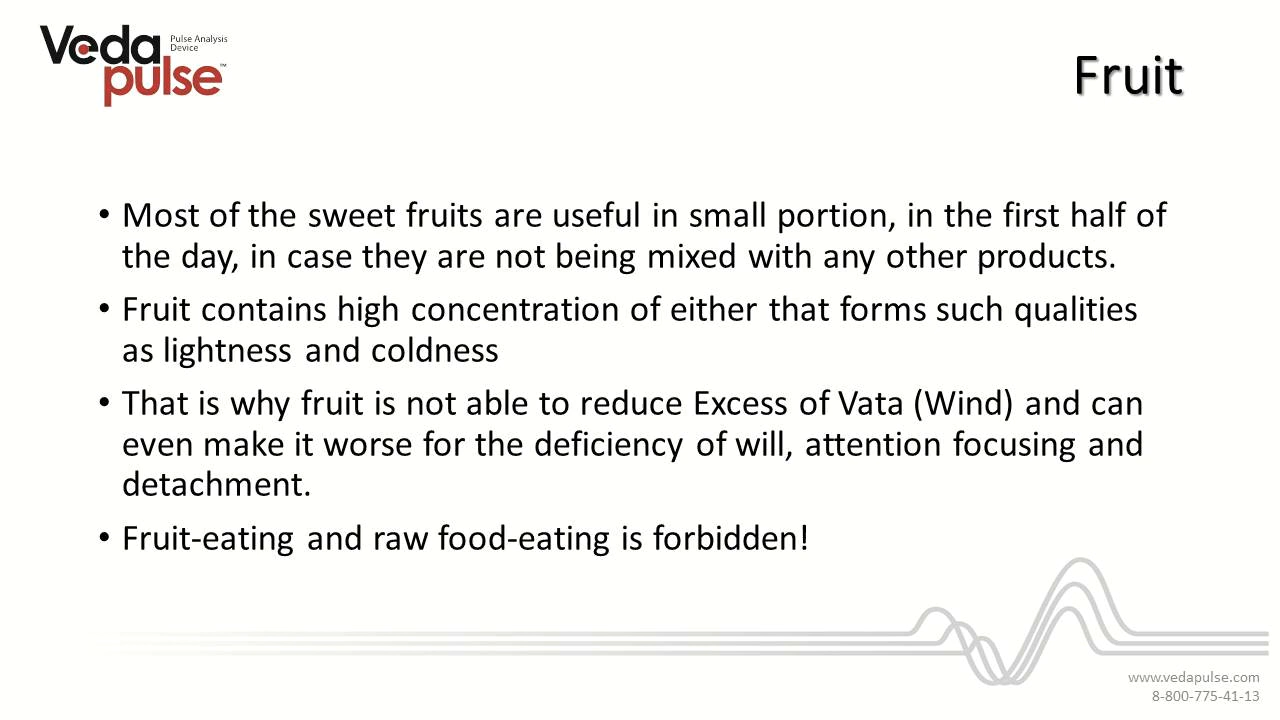 Veda
pulse™
Pulse Analysis
Device
Fruit
• Most of the sweet fruits are useful in small portion, in the first half of
the day, in case they are not being mixed with any other products.
• Fruit contains high concentration of either that forms such qualities
as lightness and coldness
• That is why fruit is not able to reduce Excess of Vata (Wind) and can
even make it worse for the deficiency of will, attention focusing and
detachment.
• Fruit-eating and raw food-eating is forbidden!
www.vedapulse.com
8-800-775-41-13